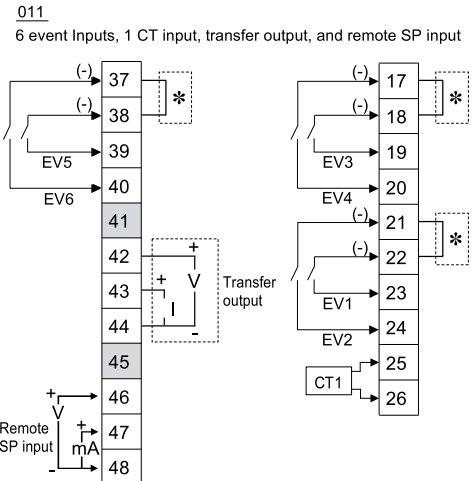 011
6 event Inputs, 1 CT input, transfer output, and remote SP input
(-) 37
(-) 38 *
39
EV5
40
EV6
41
42 +
43 + V Transfer
I output
44 -
45
+ 46
V
Remote + 47
SP input mA
- 48
(-) 17
(-) 18 *
19
EV3
20
EV4
(-) 21
(-) 22 *
23
EV1
24
EV2
25
CT1
26